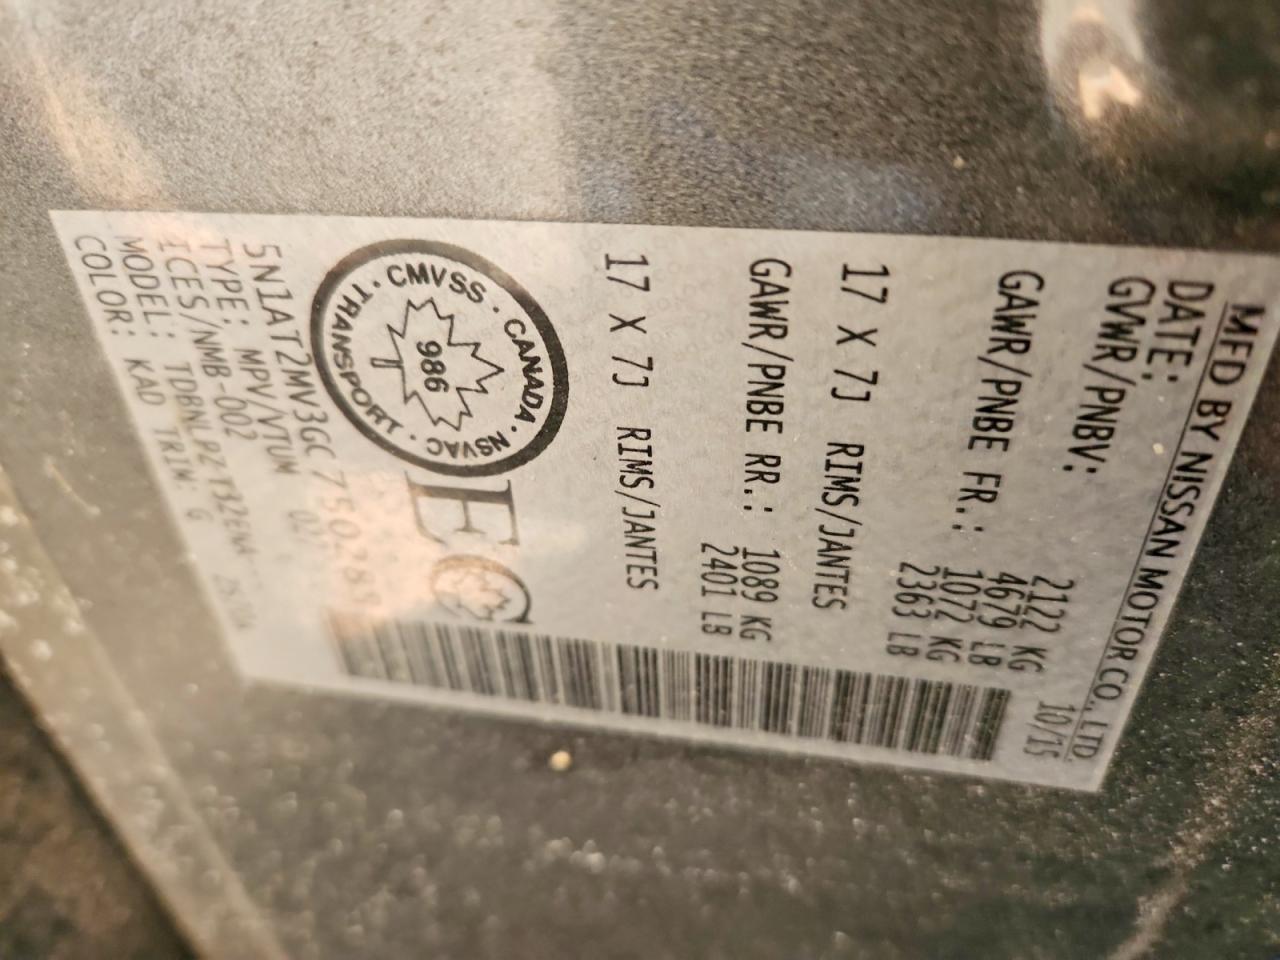 MFD BY NISSAN MOTOR CO., LTD.
DATE: 10/15
GVWR/PNBV: 2122 KG
4679 LB
GAWR/PNBE FR.: 1072 KG
2363 LB
17 X 7J RIMS/JANTES
GAWR/PNBE RR.: 1089 KG
2401 LB
17 X 7J RIMS/JANTES
CMVSS · CANADA · NSVAC · TRANSPORT ·
986
EC
5N1AT2MV3GC
TYPE: MPV/VTUM
ICES/NMB-002
MODEL:
COLOR: KAD TRIM: G